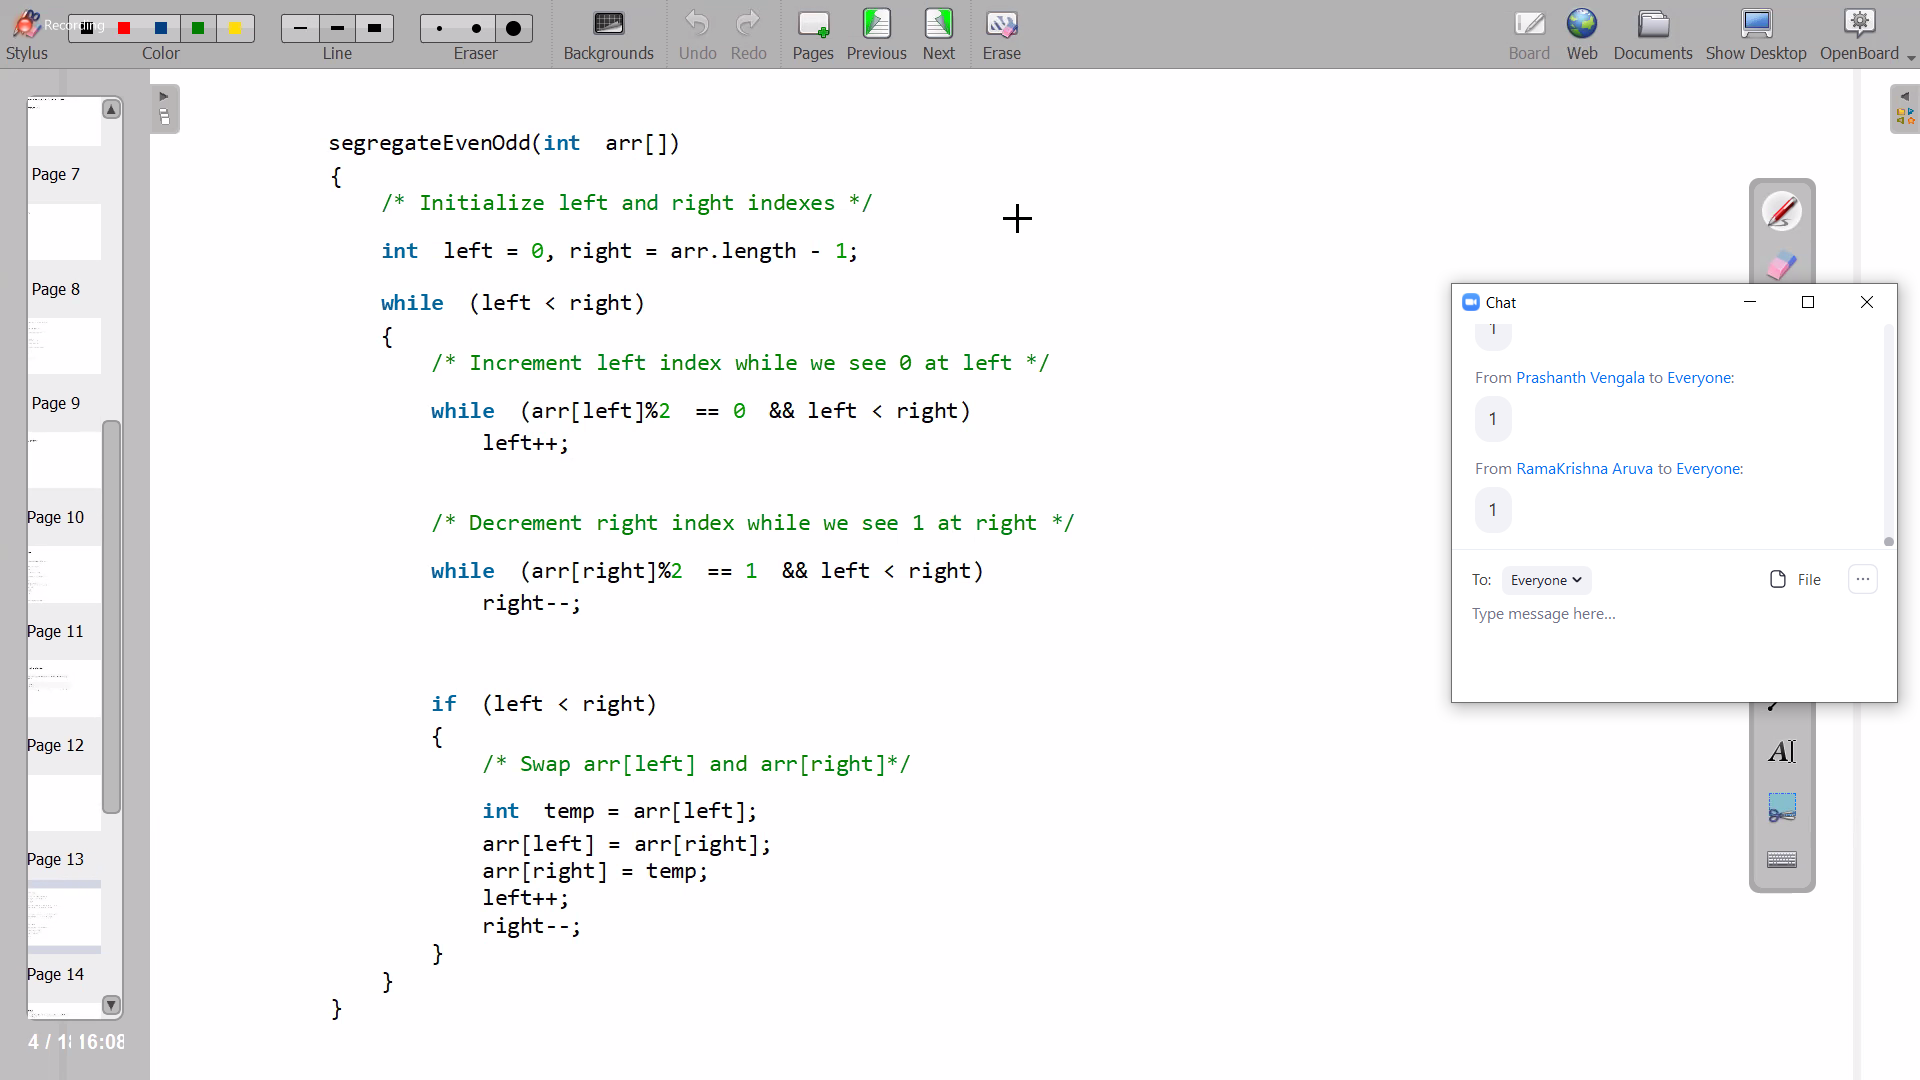 Recording
Stylus
Color
Line
Eraser
Backgrounds
Undo
Redo
Pages
Previous
Next
Erase
Board
Web
Documents
Show Desktop
OpenBoard
Page 7
Page 8
Page 9
Page 10
Page 11
Page 12
Page 13
Page 14
4 / 18
16:08
segregateEvenOdd(int arr[])
{
/* Initialize left and right indexes */
int left = 0, right = arr.length - 1;
while (left < right)
{
/* Increment left index while we see 0 at left */
while (arr[left]%2 == 0 && left < right)
left++;
/* Decrement right index while we see 1 at right */
while (arr[right]%2 == 1 && left < right)
right--;
if (left < right)
{
/* Swap arr[left] and arr[right]*/
int temp = arr[left];
arr[left] = arr[right];
arr[right] = temp;
left++;
right--;
}
}
}
Chat
1
From Prashanth Vengala to Everyone:
1
From RamaKrishna Aruva to Everyone:
1
To: Everyone File ...
Type message here...